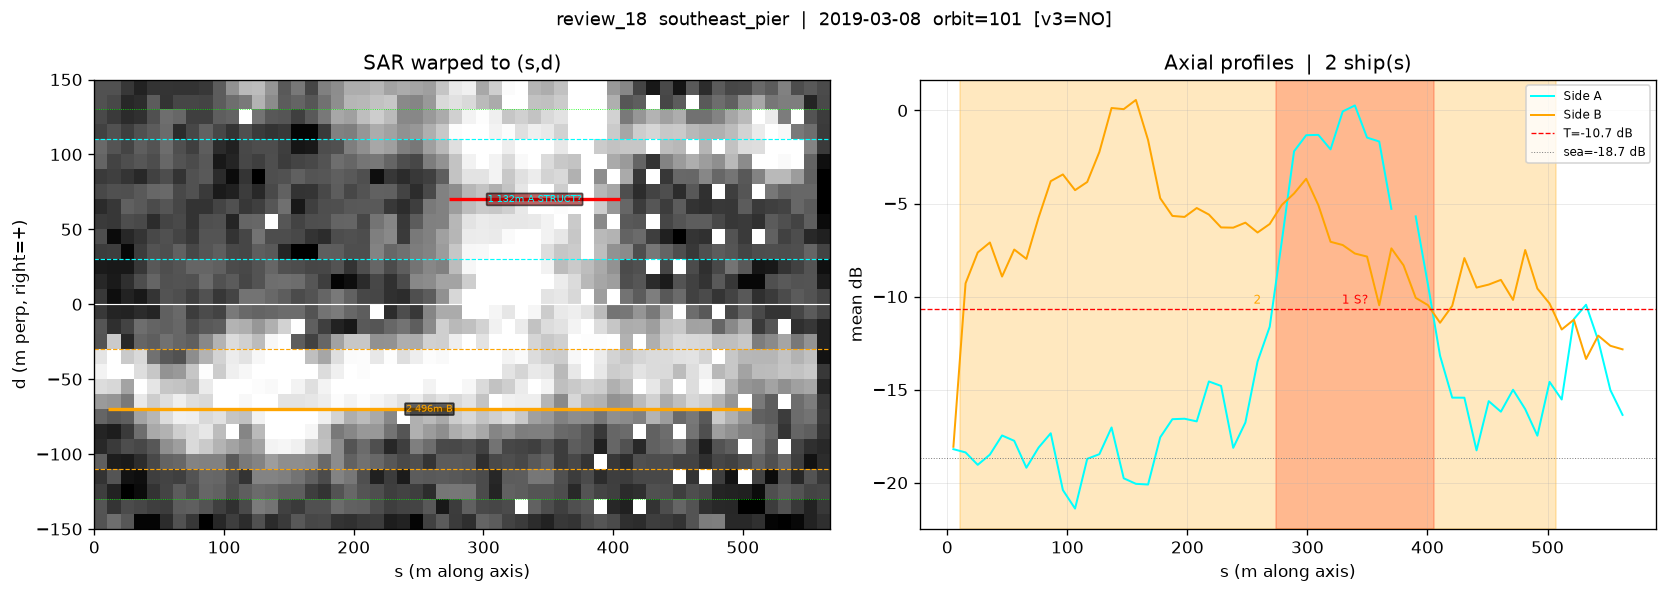 review_18  southeast_pier  |  2019-03-08  orbit=101  [v3=NO]
SAR warped to (s,d)
d (m perp, right=+)
150
100
50
0
−50
−100
−150
1 132m A STRUCT?
2 496m B
0
100
200
300
400
500
s (m along axis)
Axial profiles  |  2 ship(s)
mean dB
0
−5
−10
−15
−20
Side A
Side B
T=-10.7 dB
sea=-18.7 dB
2
1 S?
0
100
200
300
400
500
s (m along axis)